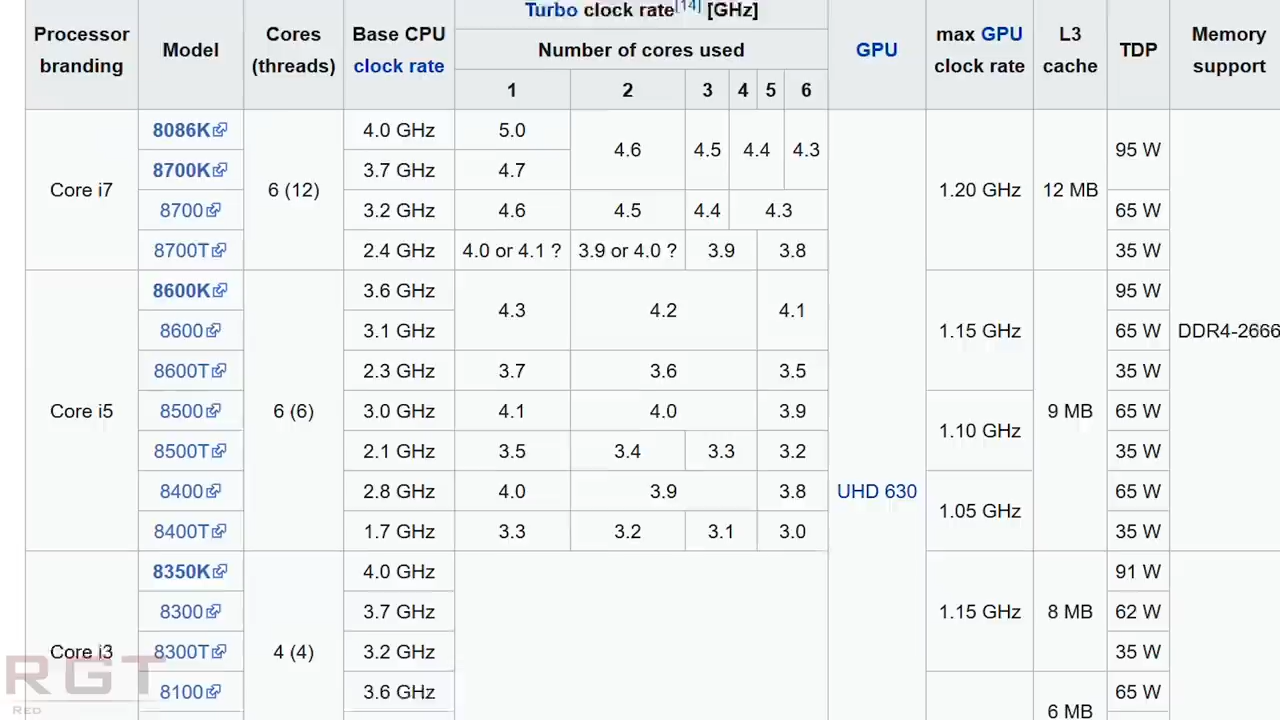 Turbo clock rate[14] [GHz]
Processor branding Model Cores (threads) Base CPU clock rate Number of cores used GPU max GPU clock rate L3 cache TDP Memory support
1 2 3 4 5 6
Core i7 6 (12) 1.20 GHz 12 MB
8086K 4.0 GHz 5.0 4.6 4.5 4.4 4.3 95 W
8700K 3.7 GHz 4.7
8700 3.2 GHz 4.6 4.5 4.4 4.3 65 W
8700T 2.4 GHz 4.0 or 4.1 ? 3.9 or 4.0 ? 3.9 3.8 35 W
Core i5 6 (6) 9 MB
8600K 3.6 GHz 4.3 4.2 4.1 95 W
8600 3.1 GHz 1.15 GHz 65 W DDR4-2666
8600T 2.3 GHz 3.7 3.6 3.5 35 W
8500 3.0 GHz 4.1 4.0 3.9 1.10 GHz 65 W
8500T 2.1 GHz 3.5 3.4 3.3 3.2 35 W
8400 2.8 GHz 4.0 3.9 3.8 UHD 630 1.05 GHz 65 W
8400T 1.7 GHz 3.3 3.2 3.1 3.0 35 W
Core i3 4 (4)
8350K 4.0 GHz 91 W
8300 3.7 GHz 1.15 GHz 8 MB 62 W
8300T 3.2 GHz 35 W
8100 3.6 GHz 6 MB 65 W
RGT
RED